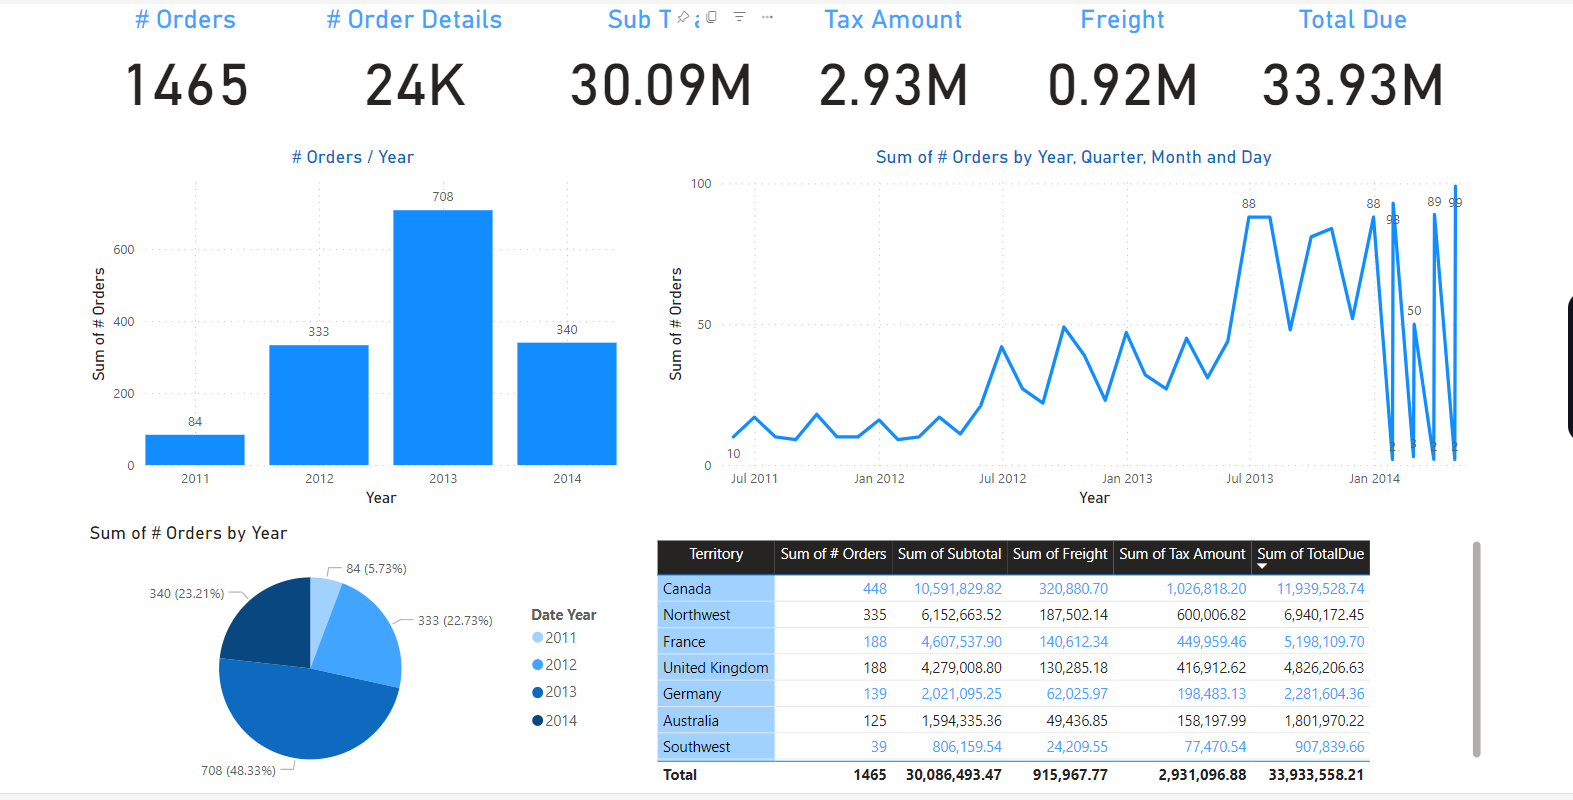 # Orders
# Order Details
Sub T
Tax Amount
Freight
Total Due
1465
24K
30.09M
2.93M
0.92M
33.93M
# Orders / Year
Sum of # Orders
600
400
200
0
84
333
708
340
2011
2012
2013
2014
Year
Sum of # Orders by Year, Quarter, Month and Day
Sum of # Orders
100
50
0
10
88
88
93
50
89
99
2
3
2
2
Jul 2011
Jan 2012
Jul 2012
Jan 2013
Jul 2013
Jan 2014
Year
Sum of # Orders by Year
84 (5.73%)
340 (23.21%)
333 (22.73%)
708 (48.33%)
Date Year
2011
2012
2013
2014
Territory Sum of # Orders Sum of Subtotal Sum of Freight Sum of Tax Amount Sum of TotalDue
Canada 448 10,591,829.82 320,880.70 1,026,818.20 11,939,528.74
Northwest 335 6,152,663.52 187,502.14 600,006.82 6,940,172.45
France 188 4,607,537.90 140,612.34 449,959.46 5,198,109.70
United Kingdom 188 4,279,008.80 130,285.18 416,912.62 4,826,206.63
Germany 139 2,021,095.25 62,025.97 198,483.13 2,281,604.36
Australia 125 1,594,335.36 49,436.85 158,197.99 1,801,970.22
Southwest 39 806,159.54 24,209.55 77,470.54 907,839.66
Total 1465 30,086,493.47 915,967.77 2,931,096.88 33,933,558.21